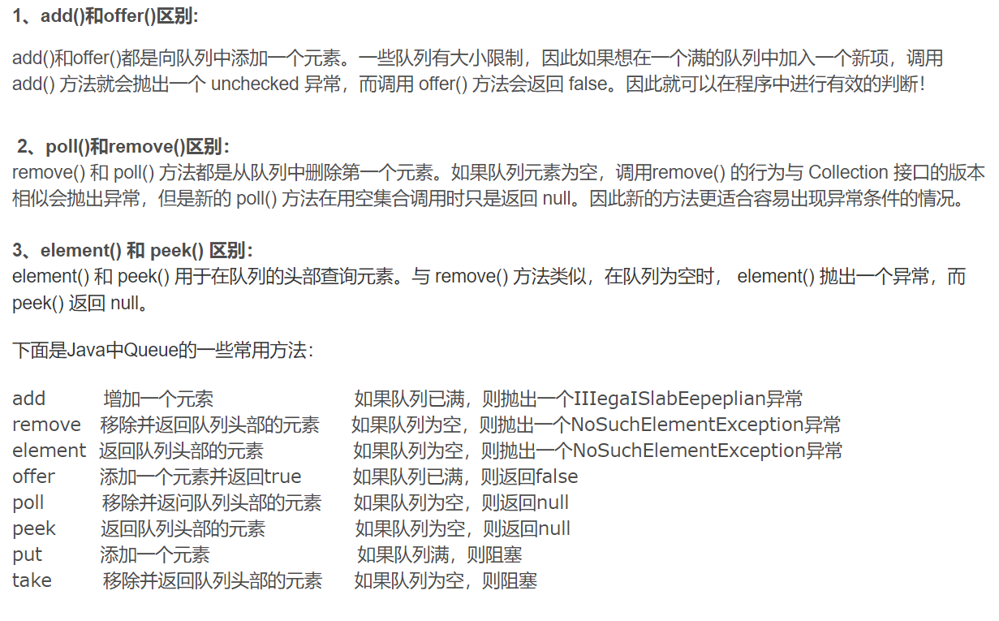 1、add()和offer()区别:
add()和offer()都是向队列中添加一个元素。一些队列有大小限制，因此如果想在一个满的队列中加入一个新项，调用
add() 方法就会抛出一个 unchecked 异常，而调用 offer() 方法会返回 false。因此就可以在程序中进行有效的判断！
2、poll()和remove()区别：
remove() 和 poll() 方法都是从队列中删除第一个元素。如果队列元素为空，调用remove() 的行为与 Collection 接口的版本
相似会抛出异常，但是新的 poll() 方法在用空集合调用时只是返回 null。因此新的方法更适合容易出现异常条件的情况。
3、element() 和 peek() 区别：
element() 和 peek() 用于在队列的头部查询元素。与 remove() 方法类似，在队列为空时， element() 抛出一个异常，而
peek() 返回 null。
下面是Java中Queue的一些常用方法：
add 增加一个元索 如果队列已满，则抛出一个IIIegaISlabEepeplian异常
remove 移除并返回队列头部的元素 如果队列为空，则抛出一个NoSuchElementException异常
element 返回队列头部的元素 如果队列为空，则抛出一个NoSuchElementException异常
offer 添加一个元素并返回true 如果队列已满，则返回false
poll 移除并返问队列头部的元素 如果队列为空，则返回null
peek 返回队列头部的元素 如果队列为空，则返回null
put 添加一个元素 如果队列满，则阻塞
take 移除并返回队列头部的元素 如果队列为空，则阻塞